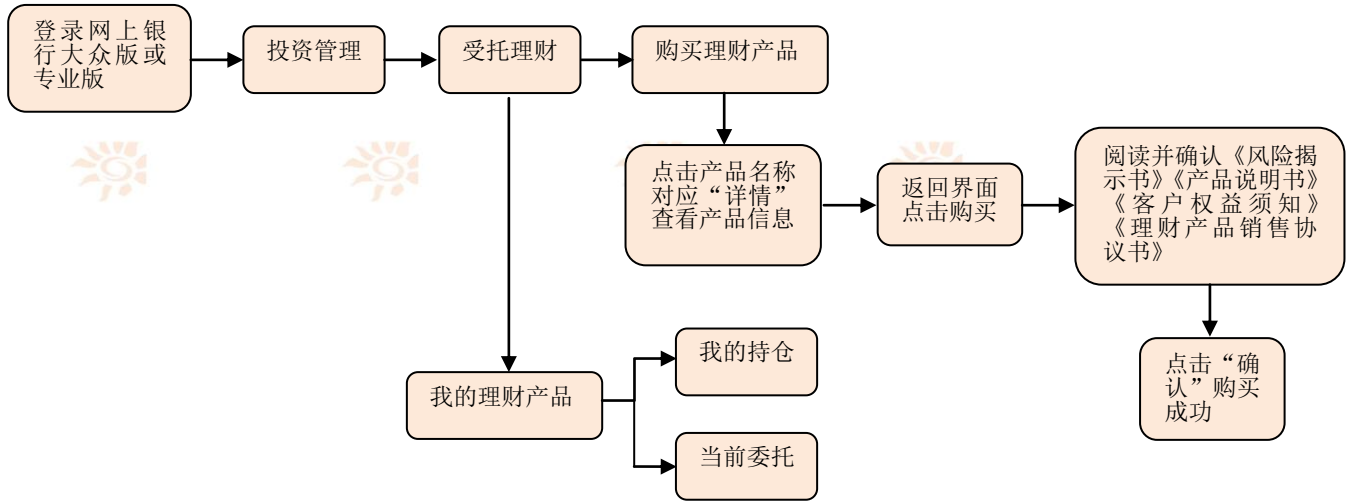 登录网上银
行大众版或
专业版
投资管理
受托理财
购买理财产品
点击产品名称
对应“详情”
查看产品信息
返回界面
点击购买
阅读并确认《风险揭
示书》《产品说明书》
《客户权益须知》
《理财产品销售协
议书》
点击“确
认”购买
成功
我的理财产品
我的持仓
当前委托